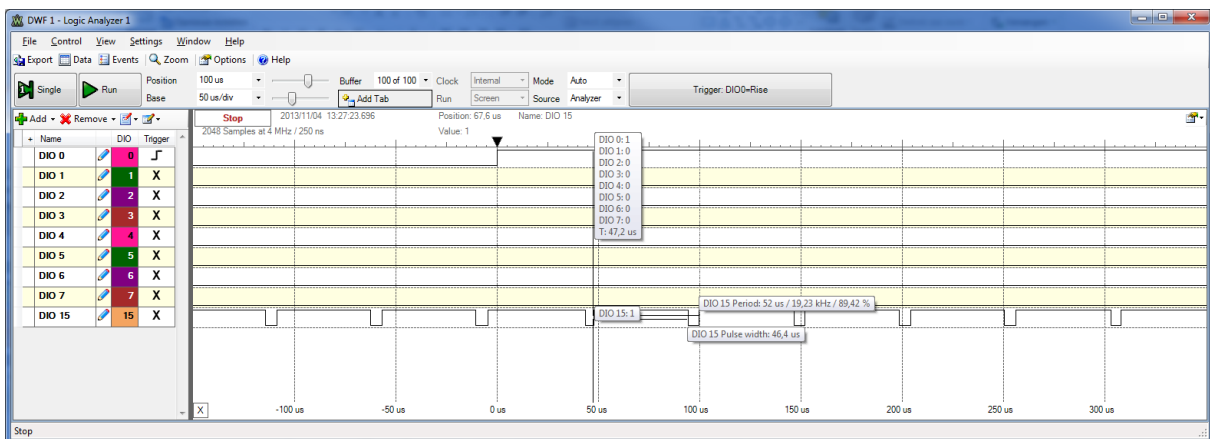 DWF 1 - Logic Analyzer 1
File Control View Settings Window Help
Export Data Events Zoom Options Help
Single Run Position 100 us Buffer 100 of 100 Clock Internal Mode Auto Trigger: DIO0=Rise
Base 50 us/div Add Tab Run Screen Source Analyzer
Add Remove Stop 2013/11/04 13:27:23.696 Position: 67,6 us Name: DIO 15
2048 Samples at 4 MHz / 250 ns Value: 1
+ Name DIO Trigger
DIO 0 0
DIO 1 1 X
DIO 2 2 X
DIO 3 3 X
DIO 4 4 X
DIO 5 5 X
DIO 6 6 X
DIO 7 7 X
DIO 15 15 X
DIO 0: 1
DIO 1: 0
DIO 2: 0
DIO 3: 0
DIO 4: 0
DIO 5: 0
DIO 6: 0
DIO 7: 0
T: 47,2 us
DIO 15 Period: 52 us / 19,23 kHz / 89,42 %
DIO 15: 1
DIO 15 Pulse width: 46,4 us
X -100 us -50 us 0 us 50 us 100 us 150 us 200 us 250 us 300 us
Stop